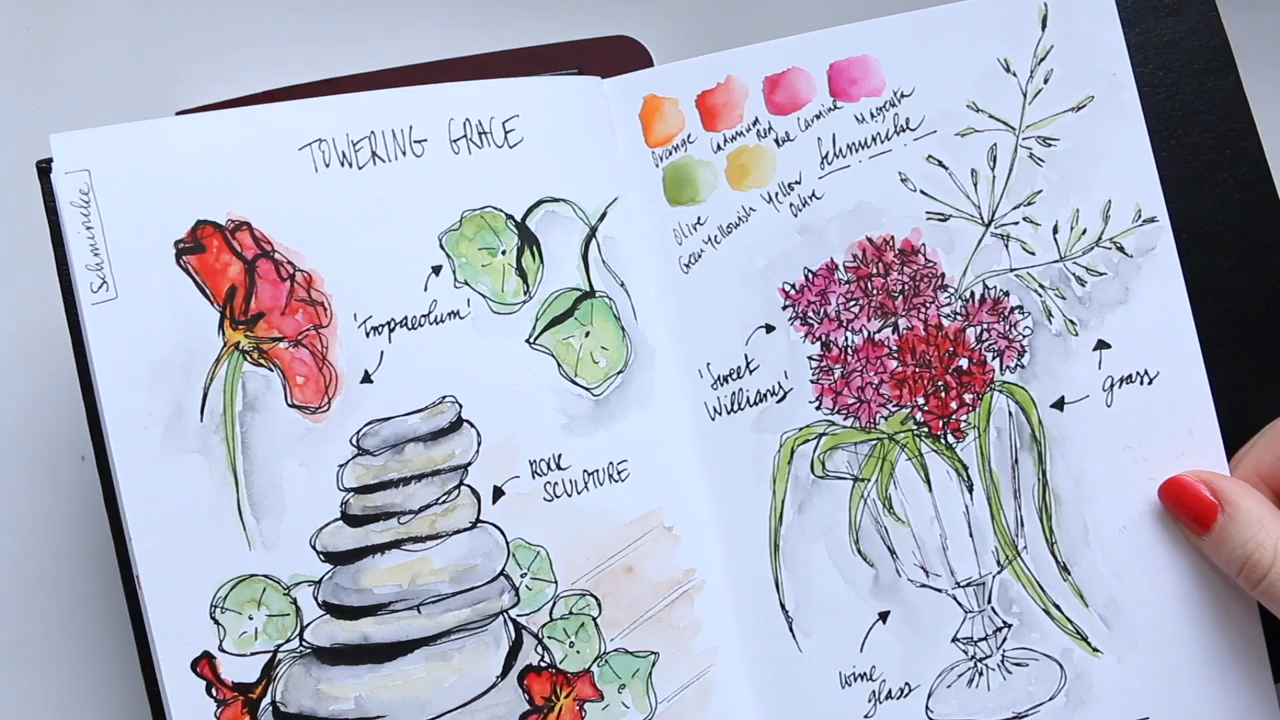 Schmincke
TOWERING GRACE
'Tropaeolum'
ROCK
SCULPTURE
Orange
Cadmium
Red
Carmine
Magenta
Schmincke
Olive
Green Yellowish
Yellow
Ochre
'Sweet
Williams'
grass
wine
glass